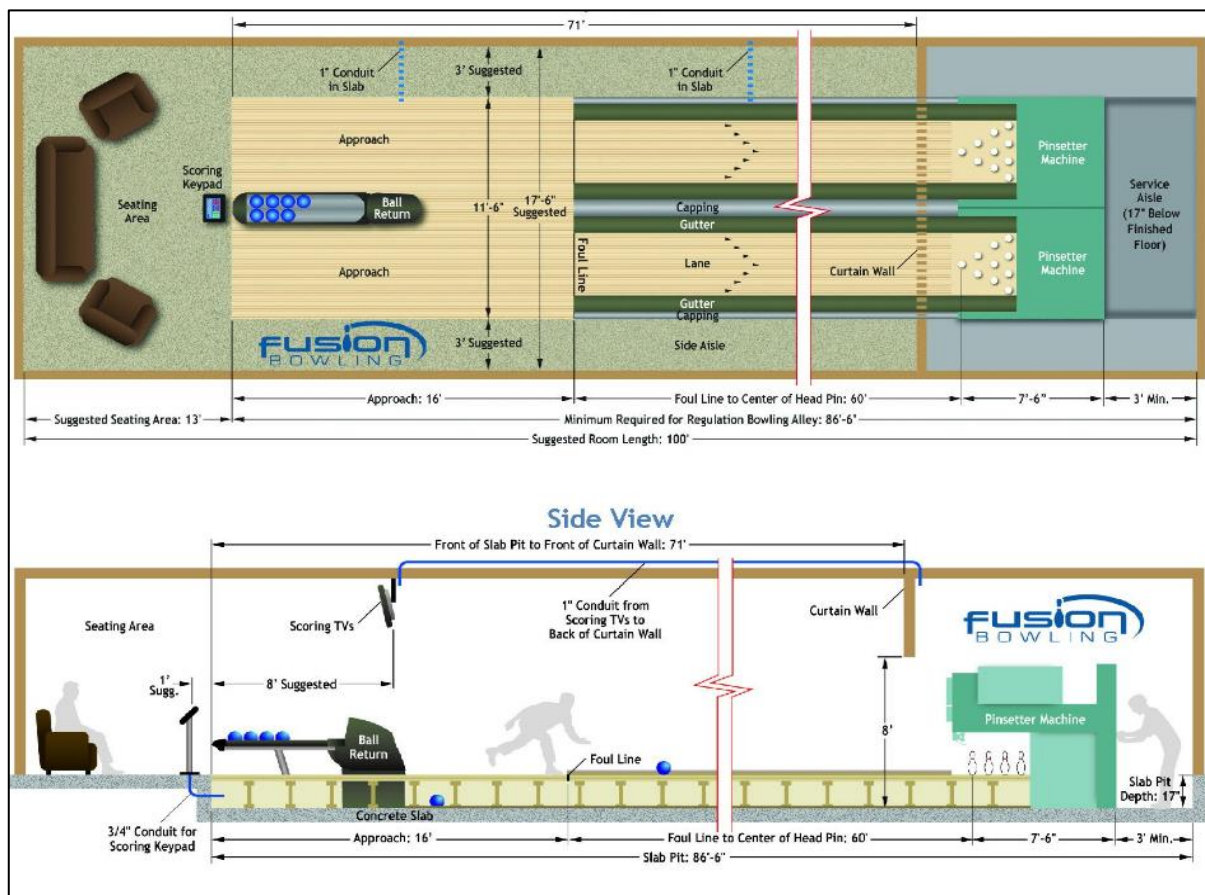 71'
1" Conduit
in Slab
3' Suggested
1" Conduit
in Slab
Approach
Scoring
Keypad
Seating
Area
Ball
Return
11'-6"
17'-6"
Suggested
Capping
Gutter
Foul Line
Lane
Approach
Curtain Wall
Gutter
Capping
Pinsetter
Machine
Pinsetter
Machine
Service
Aisle
(17" Below
Finished
Floor)
fusion
BOWLING
3' Suggested
Side Aisle
Approach: 16'
Foul Line to Center of Head Pin: 60'
7'-6"
3' Min.
Suggested Seating Area: 13'
Minimum Required for Regulation Bowling Alley: 86'-6"
Suggested Room Length: 100'
Side View
Front of Slab Pit to Front of Curtain Wall: 71'
Seating Area
Scoring TVs
1" Conduit from
Scoring TVs to
Back of Curtain Wall
Curtain Wall
fusion
BOWLING
1'
Sugg.
8' Suggested
8'
Pinsetter Machine
Ball
Return
Foul Line
Slab Pit
Depth: 17"
Concrete Slab
3/4" Conduit for
Scoring Keypad
Approach: 16'
Foul Line to Center of Head Pin: 60'
7'-6"
3' Min.
Slab Pit: 86'-6"